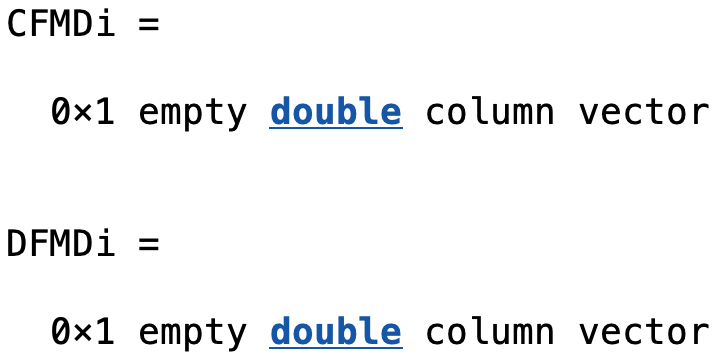 CFMDi =
0×1 empty double column vector
DFMDi =
0×1 empty double column vector